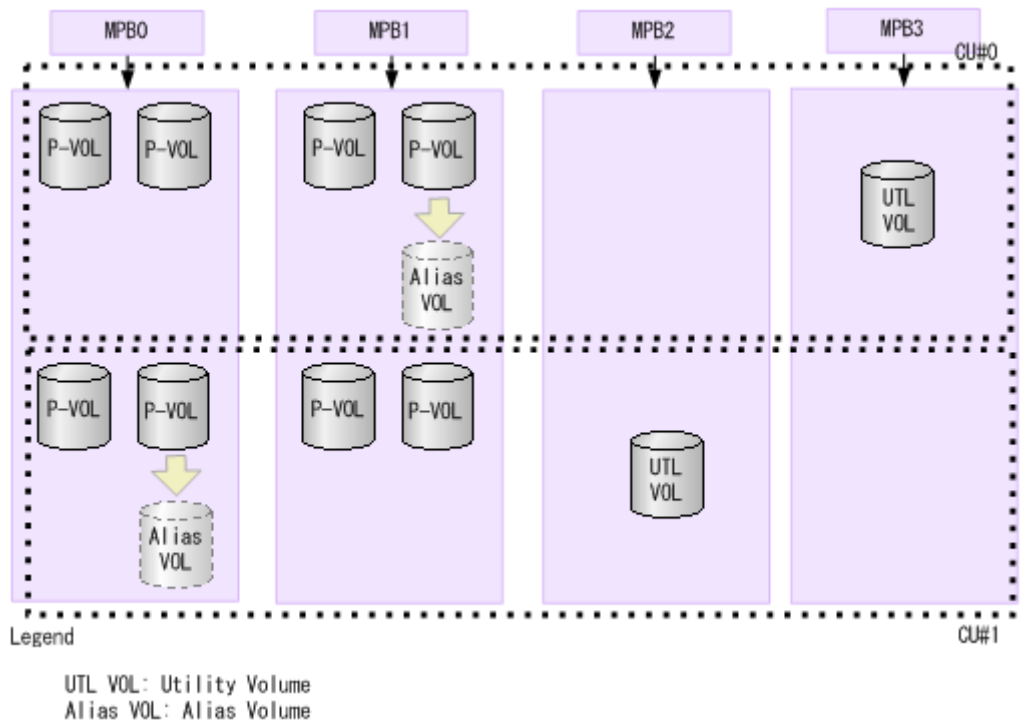 MPB0
MPB1
MPB2
MPB3
CU#0
P-VOL
P-VOL
P-VOL
P-VOL
UTL
VOL
Alias
VOL
P-VOL
P-VOL
P-VOL
P-VOL
UTL
VOL
Alias
VOL
Legend
CU#1
UTL VOL: Utility Volume
Alias VOL: Alias Volume